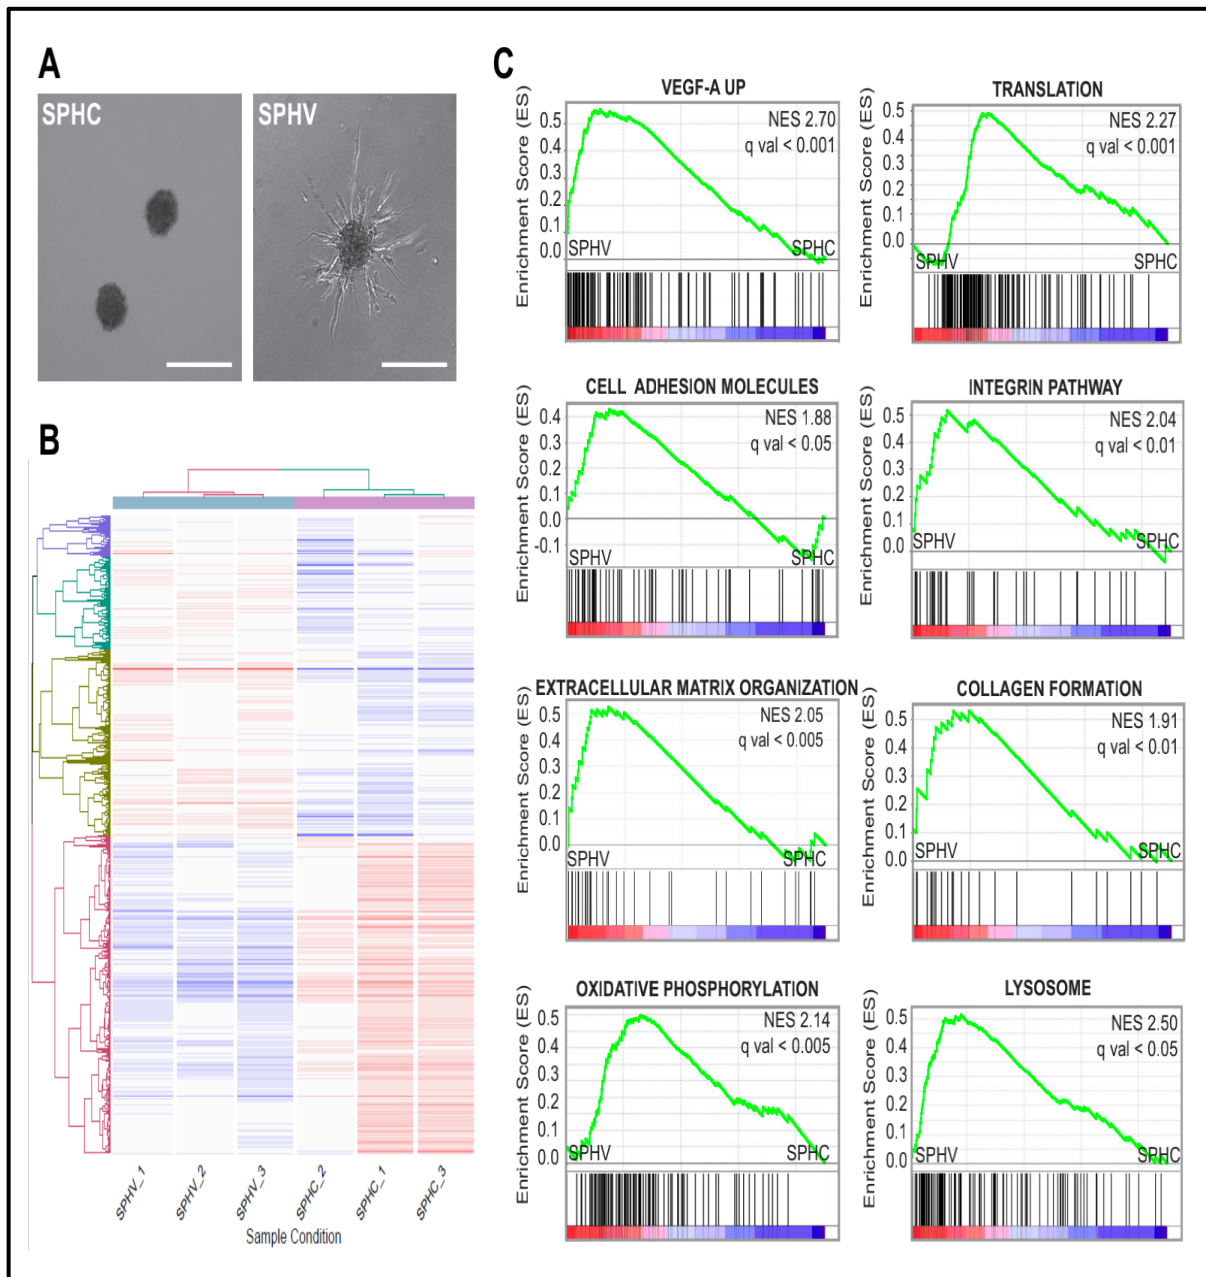 A
SPHC
SPHV
B
SPHV_1
SPHV_2
SPHV_3
SPHC_2
SPHC_1
SPHC_3
Sample Condition
C
VEGF-A UP
Enrichment Score (ES)
0.5
0.4
0.3
0.2
0.1
0.0
NES 2.70
q val < 0.001
SPHV
SPHC
TRANSLATION
Enrichment Score (ES)
0.5
0.4
0.3
0.2
0.1
0.0
NES 2.27
q val < 0.001
SPHV
SPHC
CELL ADHESION MOLECULES
Enrichment Score (ES)
0.4
0.3
0.2
0.1
0.0
-0.1
NES 1.88
q val < 0.05
SPHV
SPHC
INTEGRIN PATHWAY
Enrichment Score (ES)
0.5
0.4
0.3
0.2
0.1
0.0
NES 2.04
q val < 0.01
SPHV
SPHC
EXTRACELLULAR MATRIX ORGANIZATION
Enrichment Score (ES)
0.5
0.4
0.3
0.2
0.1
0.0
NES 2.05
q val < 0.005
SPHV
SPHC
COLLAGEN FORMATION
Enrichment Score (ES)
0.5
0.4
0.3
0.2
0.1
0.0
NES 1.91
q val < 0.01
SPHV
SPHC
OXIDATIVE PHOSPHORYLATION
Enrichment Score (ES)
0.5
0.4
0.3
0.2
0.1
0.0
NES 2.14
q val < 0.005
SPHV
SPHC
LYSOSOME
Enrichment Score (ES)
0.5
0.4
0.3
0.2
0.1
0.0
NES 2.50
q val < 0.05
SPHV
SPHC